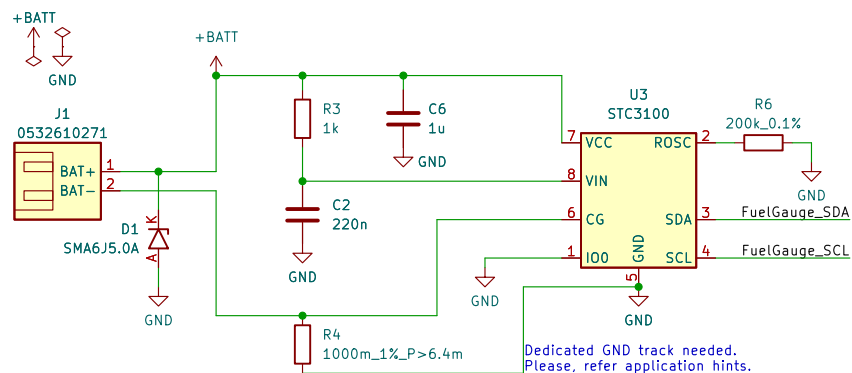 +BATT
GND
+BATT
J1
0532610271
BAT+ 1
BAT- 2
D1
SMA6J5.0A
K
A
GND
R3
1k
C6
1u
GND
C2
220n
GND
R4
1000m_1%_P>6.4m
U3
STC3100
7 VCC
8 VIN
6 CG
1 IO0
ROSC 2
SDA 3
SCL 4
GND
5
GND
GND
R6
200k_0.1%
GND
FuelGauge_SDA
FuelGauge_SCL
Dedicated GND track needed.
Please, refer application hints.